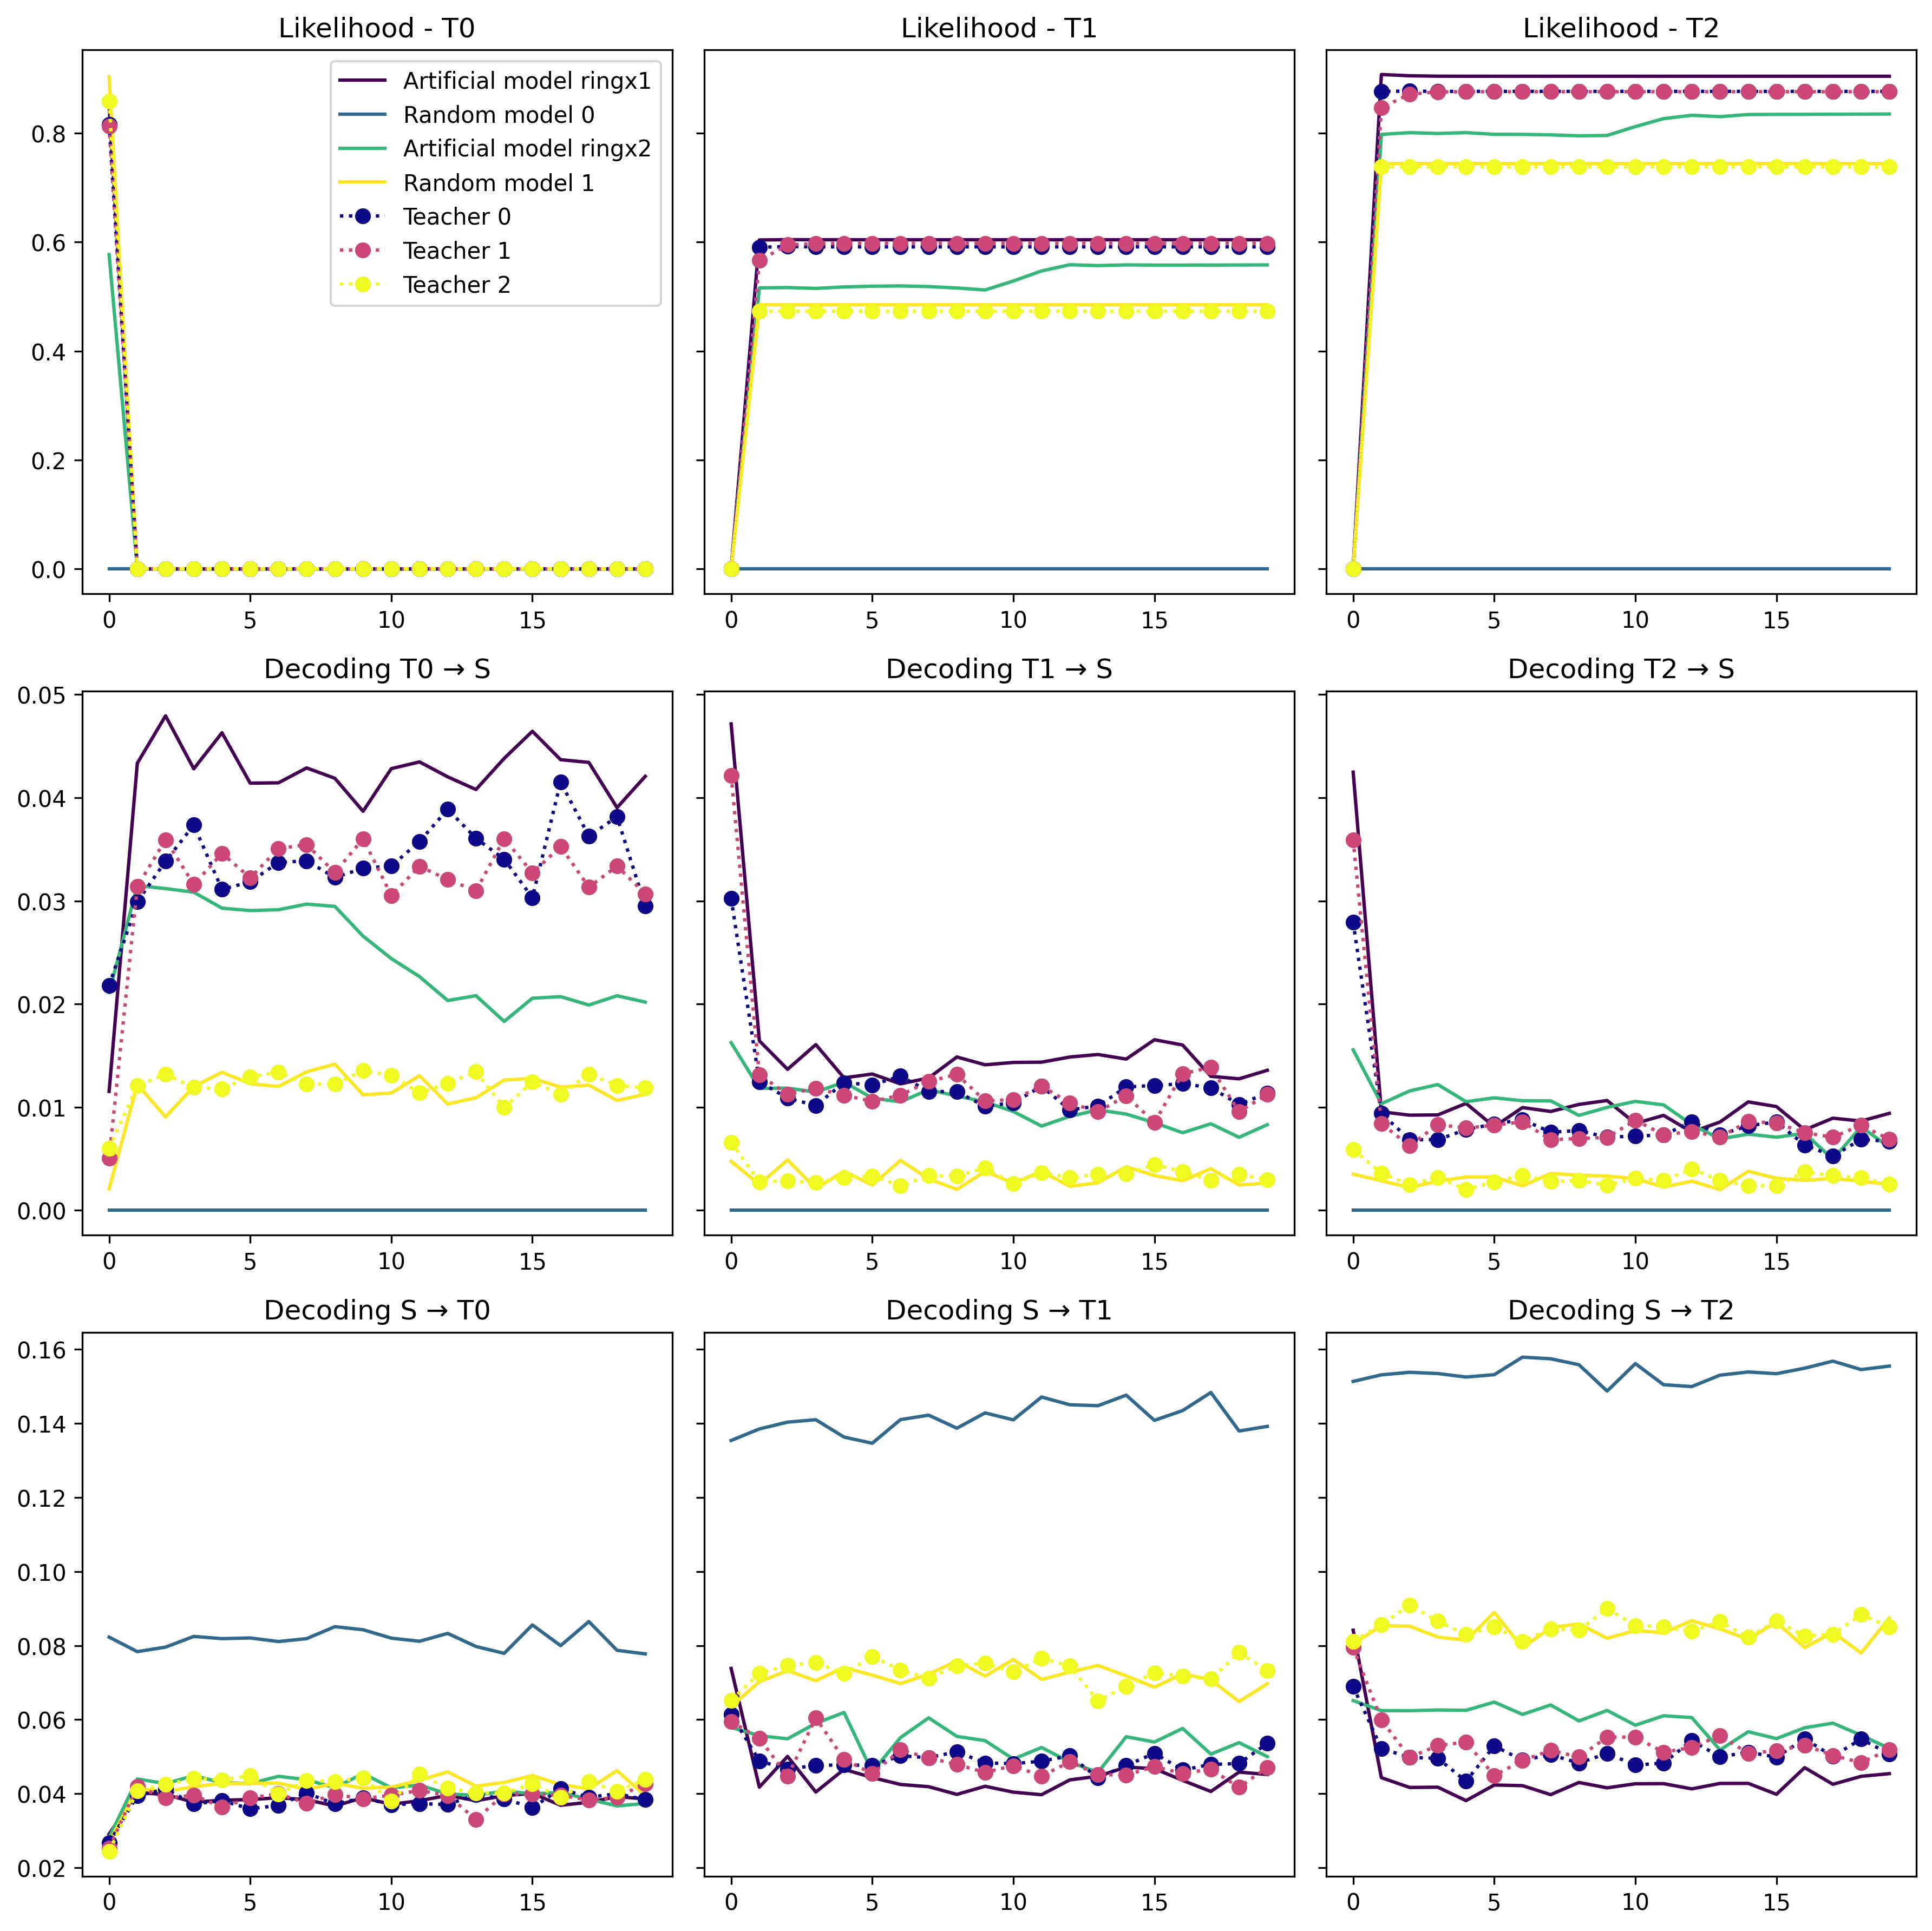 Likelihood - T0
Likelihood - T1
Likelihood - T2
Artificial model ringx1
Random model 0
Artificial model ringx2
Random model 1
Teacher 0
Teacher 1
Teacher 2
0.8
0.6
0.4
0.2
0.0
0 5 10 15
0 5 10 15
0 5 10 15
Decoding T0 → S
Decoding T1 → S
Decoding T2 → S
0.05
0.04
0.03
0.02
0.01
0.00
0 5 10 15
0 5 10 15
0 5 10 15
Decoding S → T0
Decoding S → T1
Decoding S → T2
0.16
0.14
0.12
0.10
0.08
0.06
0.04
0.02
0 5 10 15
0 5 10 15
0 5 10 15